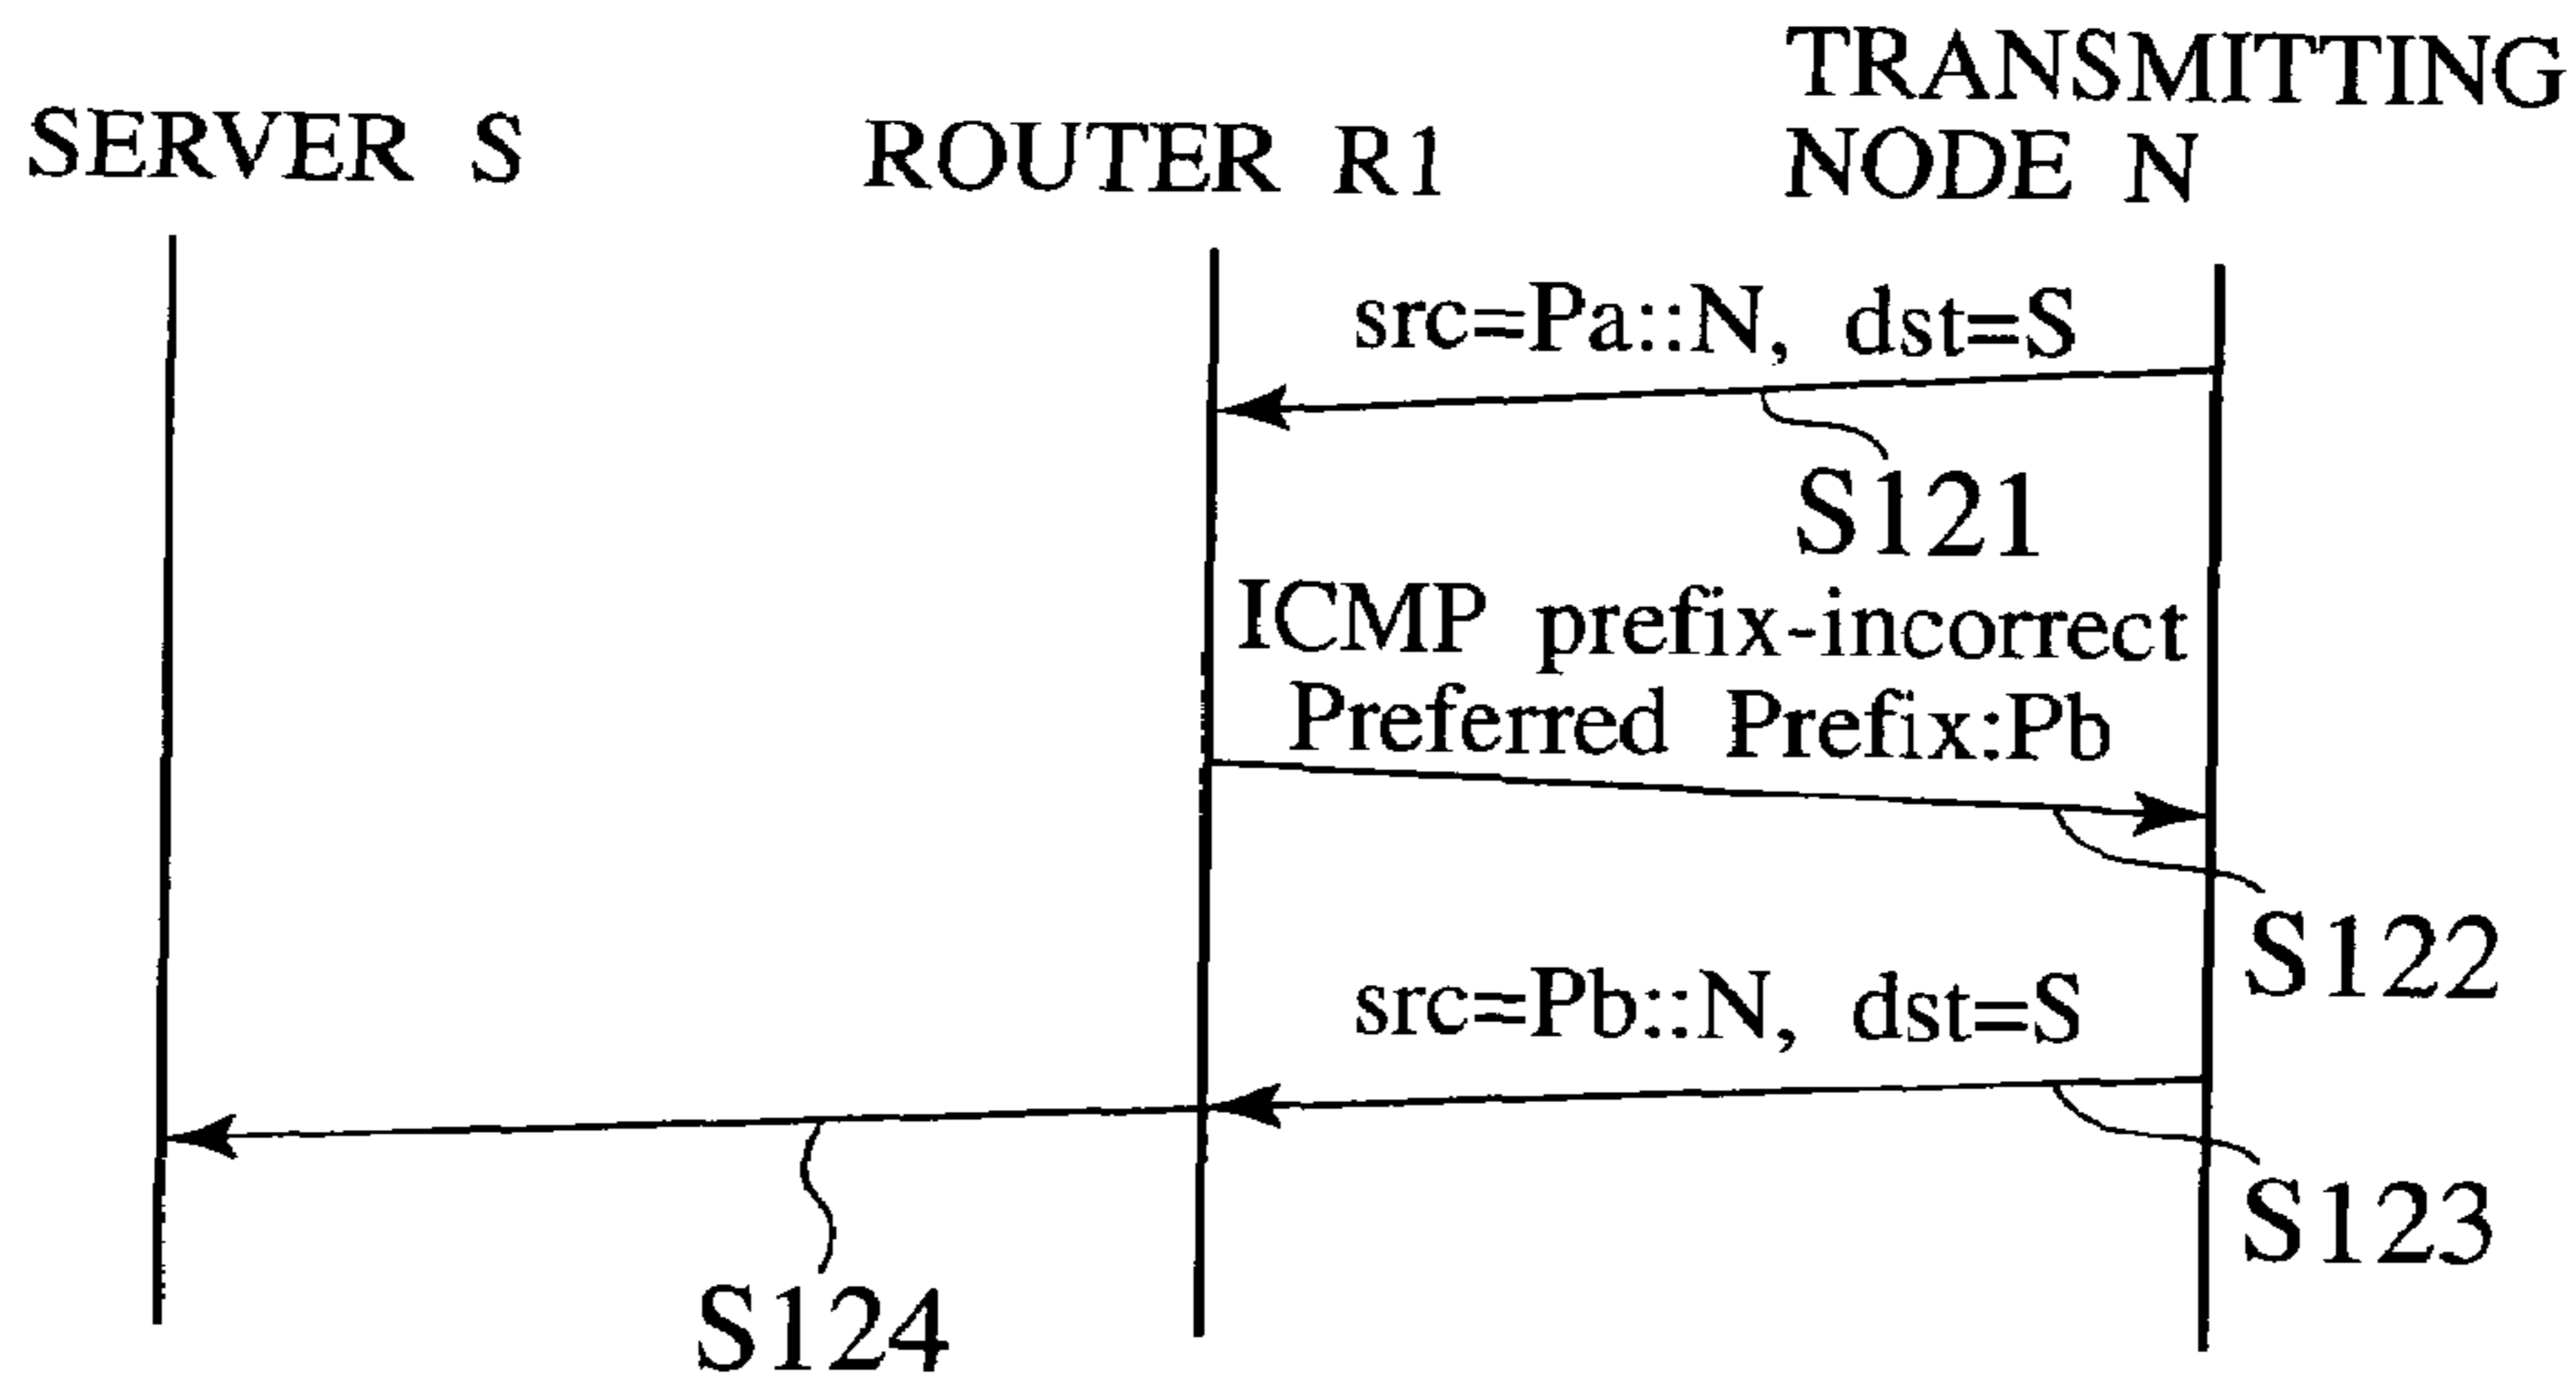 SERVER S
ROUTER R1
TRANSMITTING
NODE N
src=Pa::N, dst=S
S121
ICMP prefix-incorrect
Preferred Prefix:Pb
S122
src=Pb::N, dst=S
S123
S124